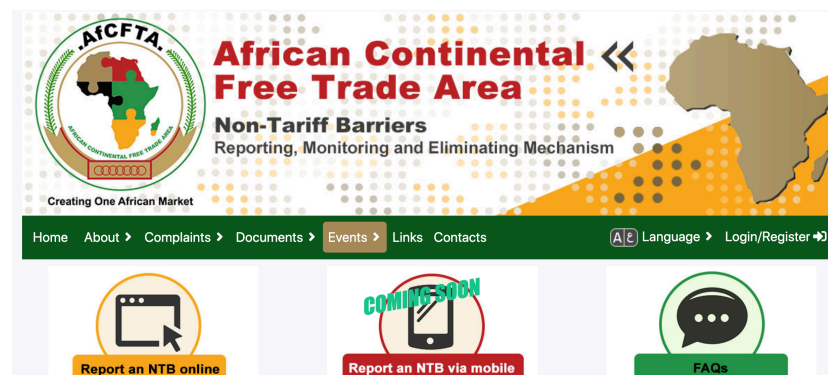 .AfCFTA.
AFRICAN CONTINENTAL FREE TRADE AREA
Creating One African Market
African Continental
Free Trade Area
Non-Tariff Barriers
Reporting, Monitoring and Eliminating Mechanism
Home About Complaints Documents Events Links Contacts A ع Language Login/Register
Report an NTB online
COMING SOON
Report an NTB via mobile
FAQs